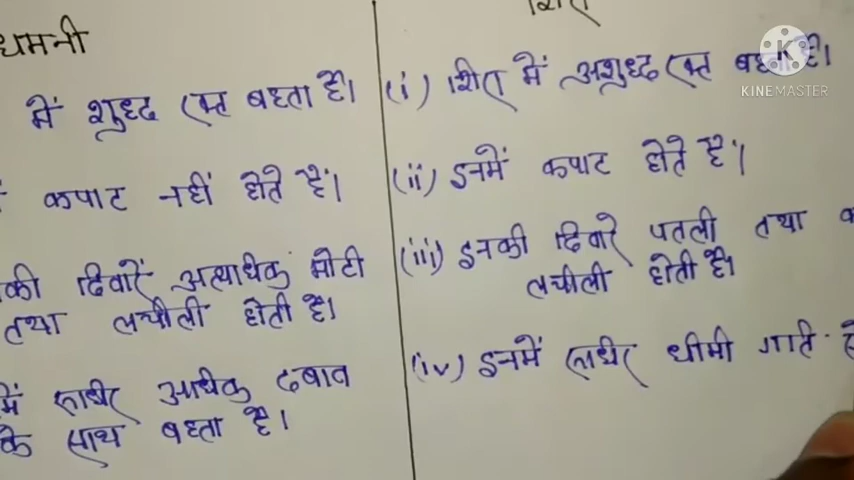 धमनी
में शुध्द रक्त बहता है।
कपाट नहीं होते हैं।
की दिवारें अत्याधिक मोटी
तथा लचीली होती है।
में रूधिर अधिक दबाव
के साथ बहता है।
शिरा
(i) शिरा में अशुध्द रक्त बहता है।
(ii) इनमें कपाट होते है।
(iii) इनकी दिवारे पतली तथा
लचीली होती है।
(iv) इनमें रूधिर धीमी गति से
K
KINEMASTER